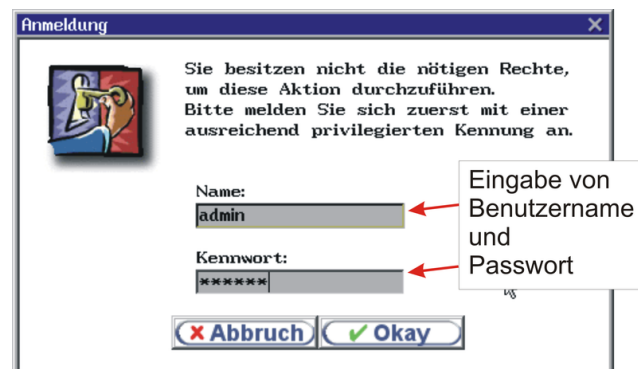 Anmeldung
Sie besitzen nicht die nötigen Rechte,
um diese Aktion durchzuführen.
Bitte melden Sie sich zuerst mit einer
ausreichend privilegierten Kennung an.
Name:
admin
Kennwort:
******
Abbruch
Okay
Eingabe von
Benutzername
und
Passwort